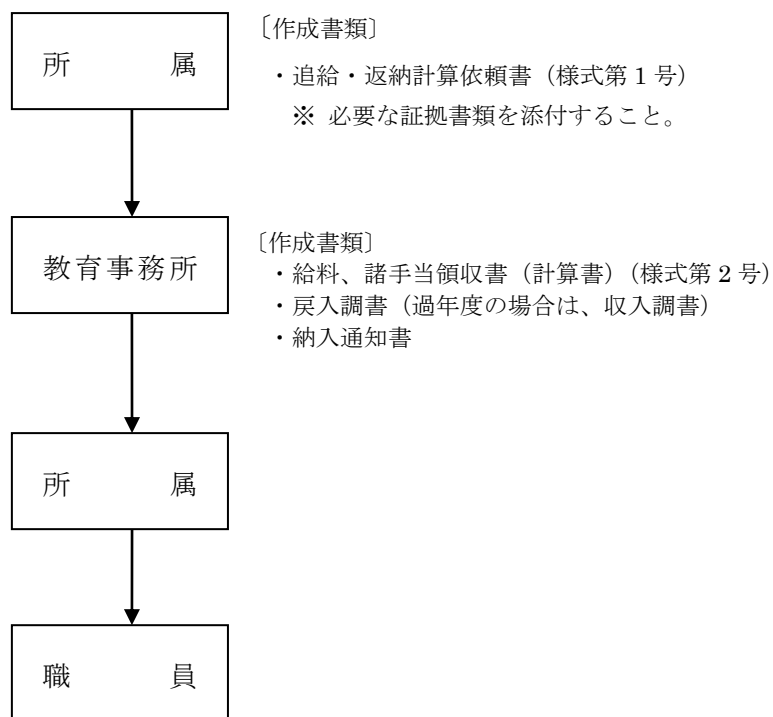 所　属
〔作成書類〕
・追給・返納計算依頼書（様式第１号）
※ 必要な証拠書類を添付すること。
教育事務所
〔作成書類〕
・給料、諸手当領収書（計算書）（様式第２号）
・戻入調書（過年度の場合は、収入調書）
・納入通知書
所　属
職　員